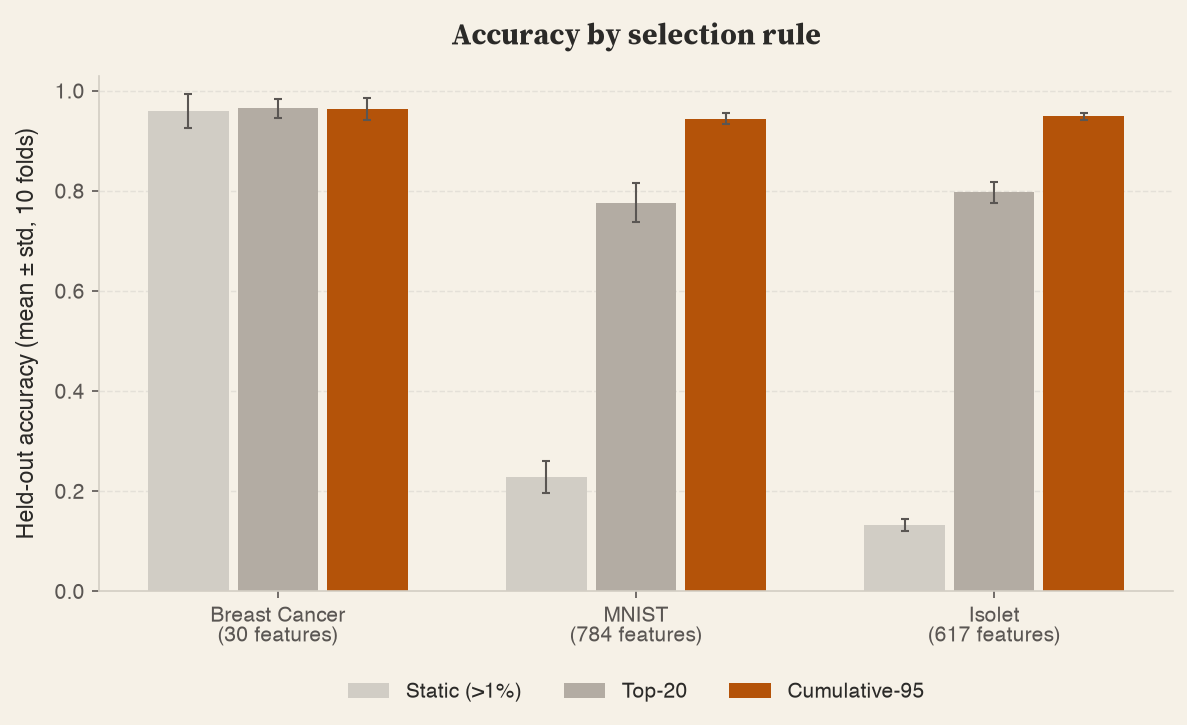 Accuracy by selection rule
Held-out accuracy (mean ± std, 10 folds)
1.0
0.8
0.6
0.4
0.2
0.0
Breast Cancer
(30 features)
MNIST
(784 features)
Isolet
(617 features)
Static (>1%)
Top-20
Cumulative-95